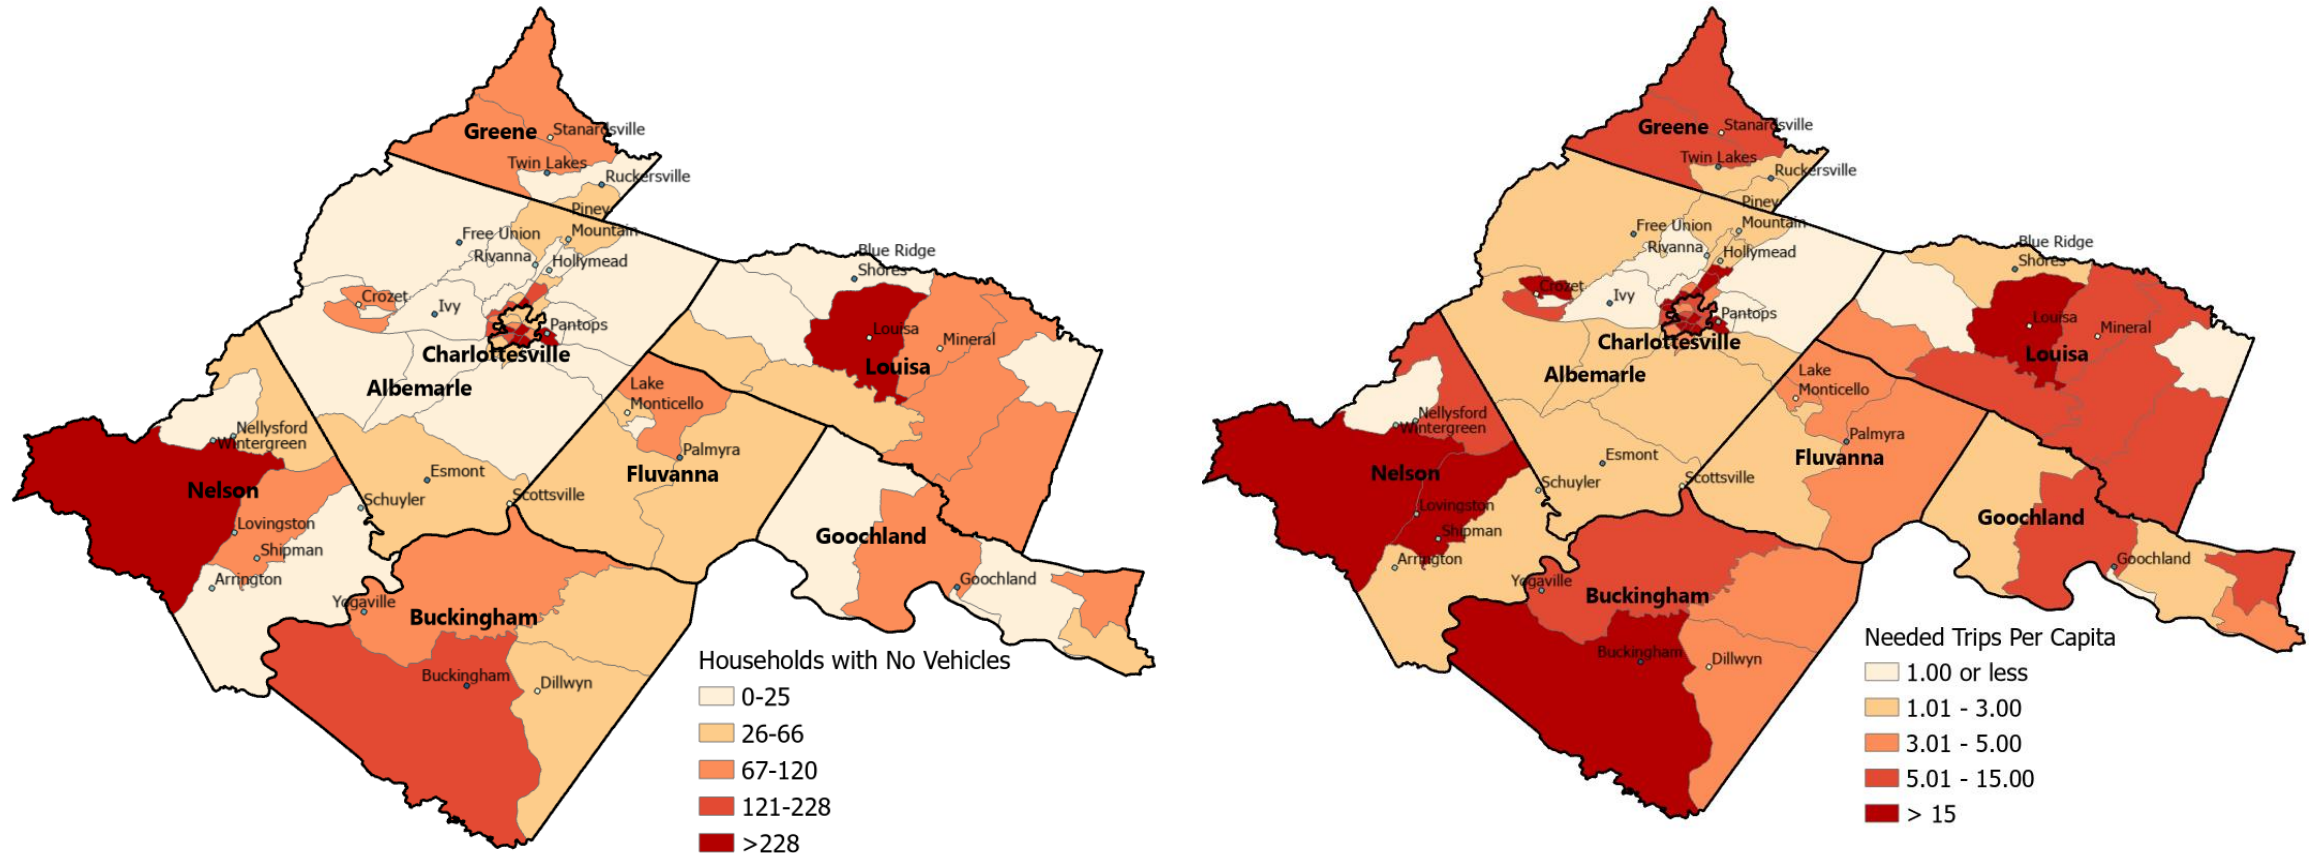 Greene
Stanardsville
Twin Lakes
Ruckersville
Piney
Mountain
Free Union
Rivanna
Hollymead
Blue Ridge
Shores
Crozet
Ivy
Pantops
Charlottesville
Albemarle
Louisa
Mineral
Louisa
Lake
Monticello
Nellysford
Wintergreen
Palmyra
Esmont
Fluvanna
Nelson
Schuyler
Scottsville
Lovingston
Shipman
Goochland
Arrington
Goochland
Yogaville
Buckingham
Buckingham
Dillwyn
Households with No Vehicles
0-25
26-66
67-120
121-228
>228
Greene
Stanardsville
Twin Lakes
Ruckersville
Piney
Mountain
Free Union
Rivanna
Hollymead
Blue Ridge
Shores
Crozet
Ivy
Pantops
Charlottesville
Albemarle
Louisa
Mineral
Louisa
Lake
Monticello
Nellysford
Wintergreen
Palmyra
Esmont
Fluvanna
Nelson
Schuyler
Scottsville
Lovingston
Shipman
Goochland
Arrington
Goochland
Yogaville
Buckingham
Buckingham
Dillwyn
Needed Trips Per Capita
1.00 or less
1.01 - 3.00
3.01 - 5.00
5.01 - 15.00
> 15